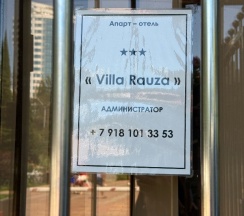 Апарт – отель
★★★
« Villa Rauza »
АДМИНИСТРАТОР
+ 7 918 101 33 53